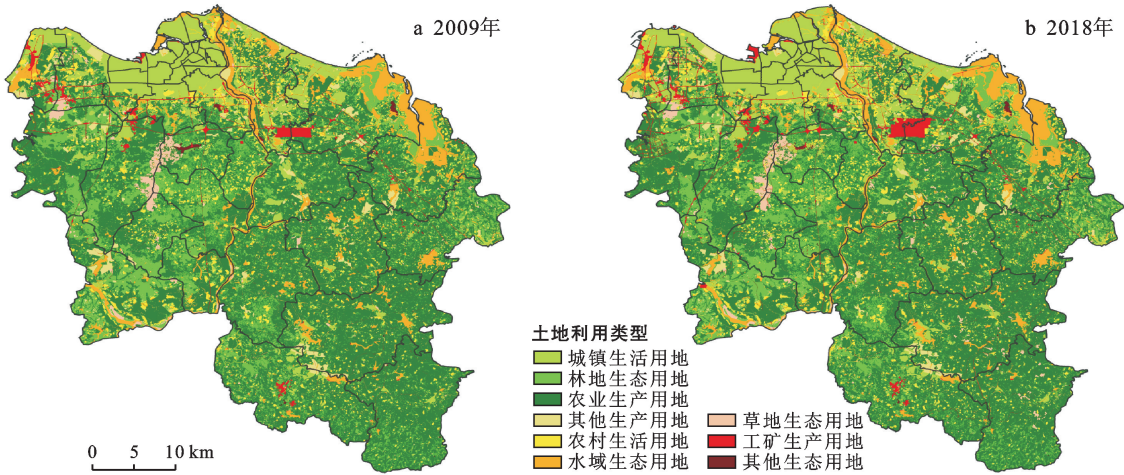 a 2009年
b 2018年
土地利用类型
城镇生活用地
林地生态用地
农业生产用地
其他生产用地
农村生活用地
水域生态用地
草地生态用地
工矿生产用地
其他生态用地
0 5 10 km